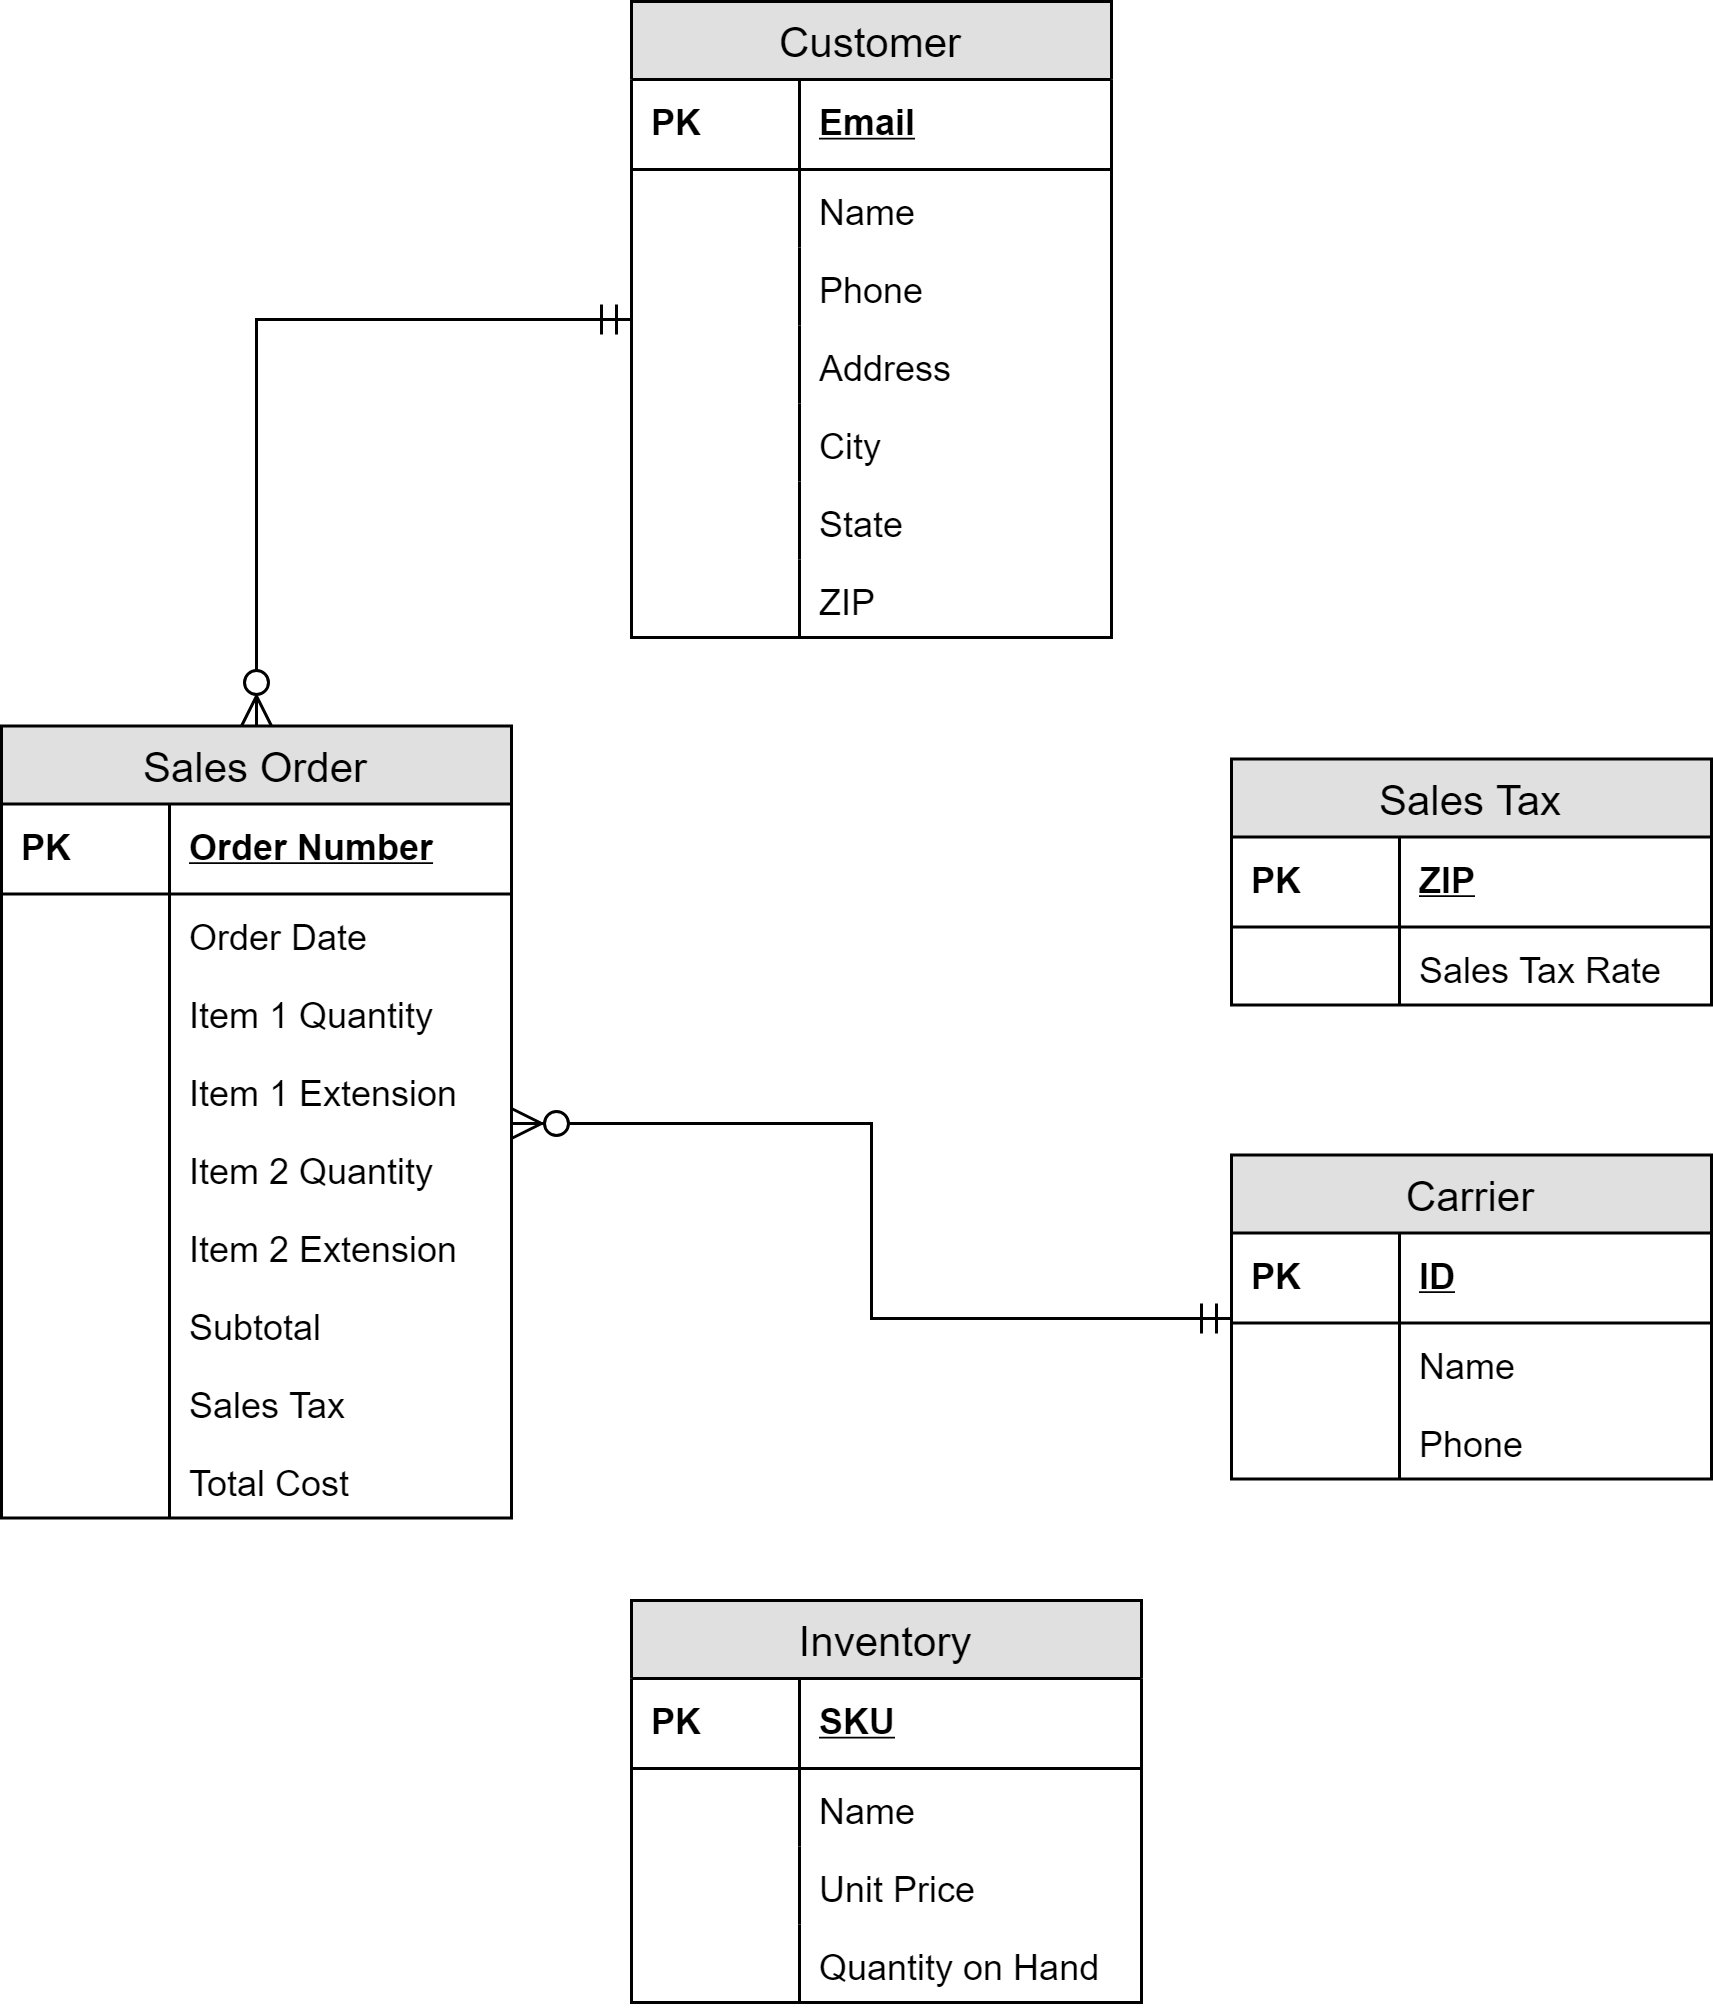 Customer
PK Email
Name
Phone
Address
City
State
ZIP
Sales Order
PK Order Number
Order Date
Item 1 Quantity
Item 1 Extension
Item 2 Quantity
Item 2 Extension
Subtotal
Sales Tax
Total Cost
Sales Tax
PK ZIP
Sales Tax Rate
Carrier
PK ID
Name
Phone
Inventory
PK SKU
Name
Unit Price
Quantity on Hand